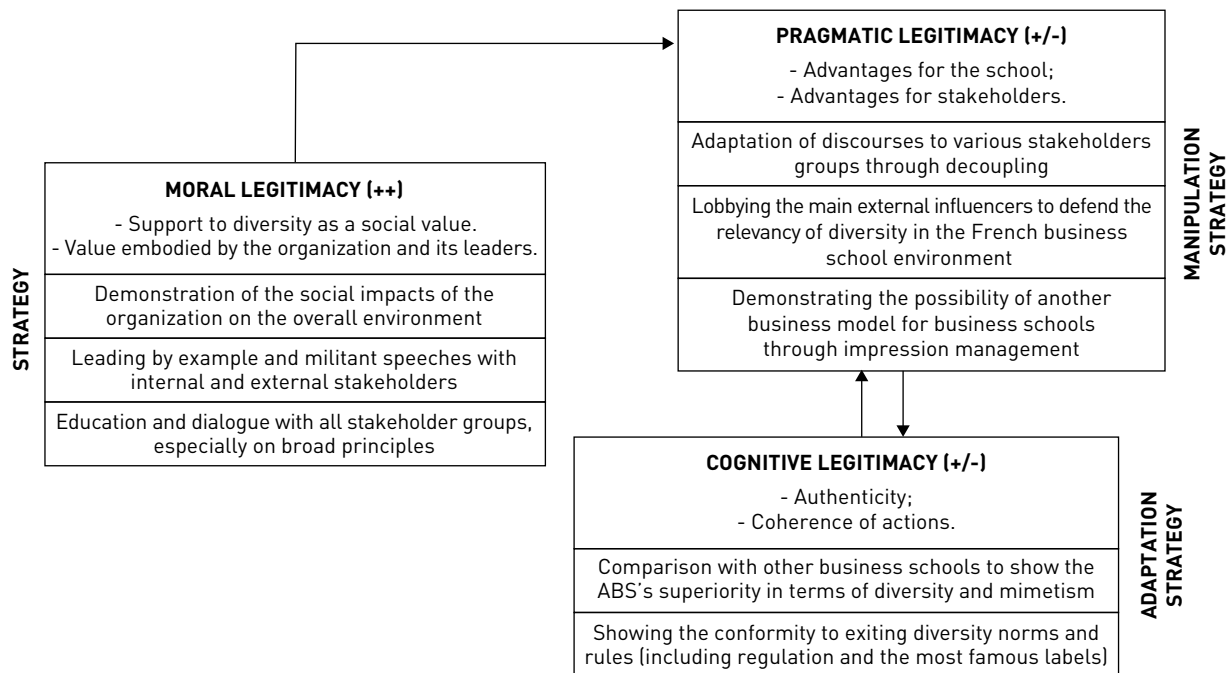 PRAGMATIC LEGITIMACY (+/-)
- Advantages for the school;
- Advantages for stakeholders.
Adaptation of discourses to various stakeholders
groups through decoupling
Lobbying the main external influencers to defend the
relevancy of diversity in the French business
school environment
Demonstrating the possibility of another
business model for business schools
through impression management
MANIPULATION
STRATEGY
STRATEGY
MORAL LEGITIMACY (++)
- Support to diversity as a social value.
- Value embodied by the organization and its leaders.
Demonstration of the social impacts of the
organization on the overall environment
Leading by example and militant speeches with
internal and external stakeholders
Education and dialogue with all stakeholder groups,
especially on broad principles
COGNITIVE LEGITIMACY (+/-)
- Authenticity;
- Coherence of actions.
Comparison with other business schools to show the
ABS's superiority in terms of diversity and mimetism
Showing the conformity to exiting diversity norms and
rules (including regulation and the most famous labels)
ADAPTATION
STRATEGY